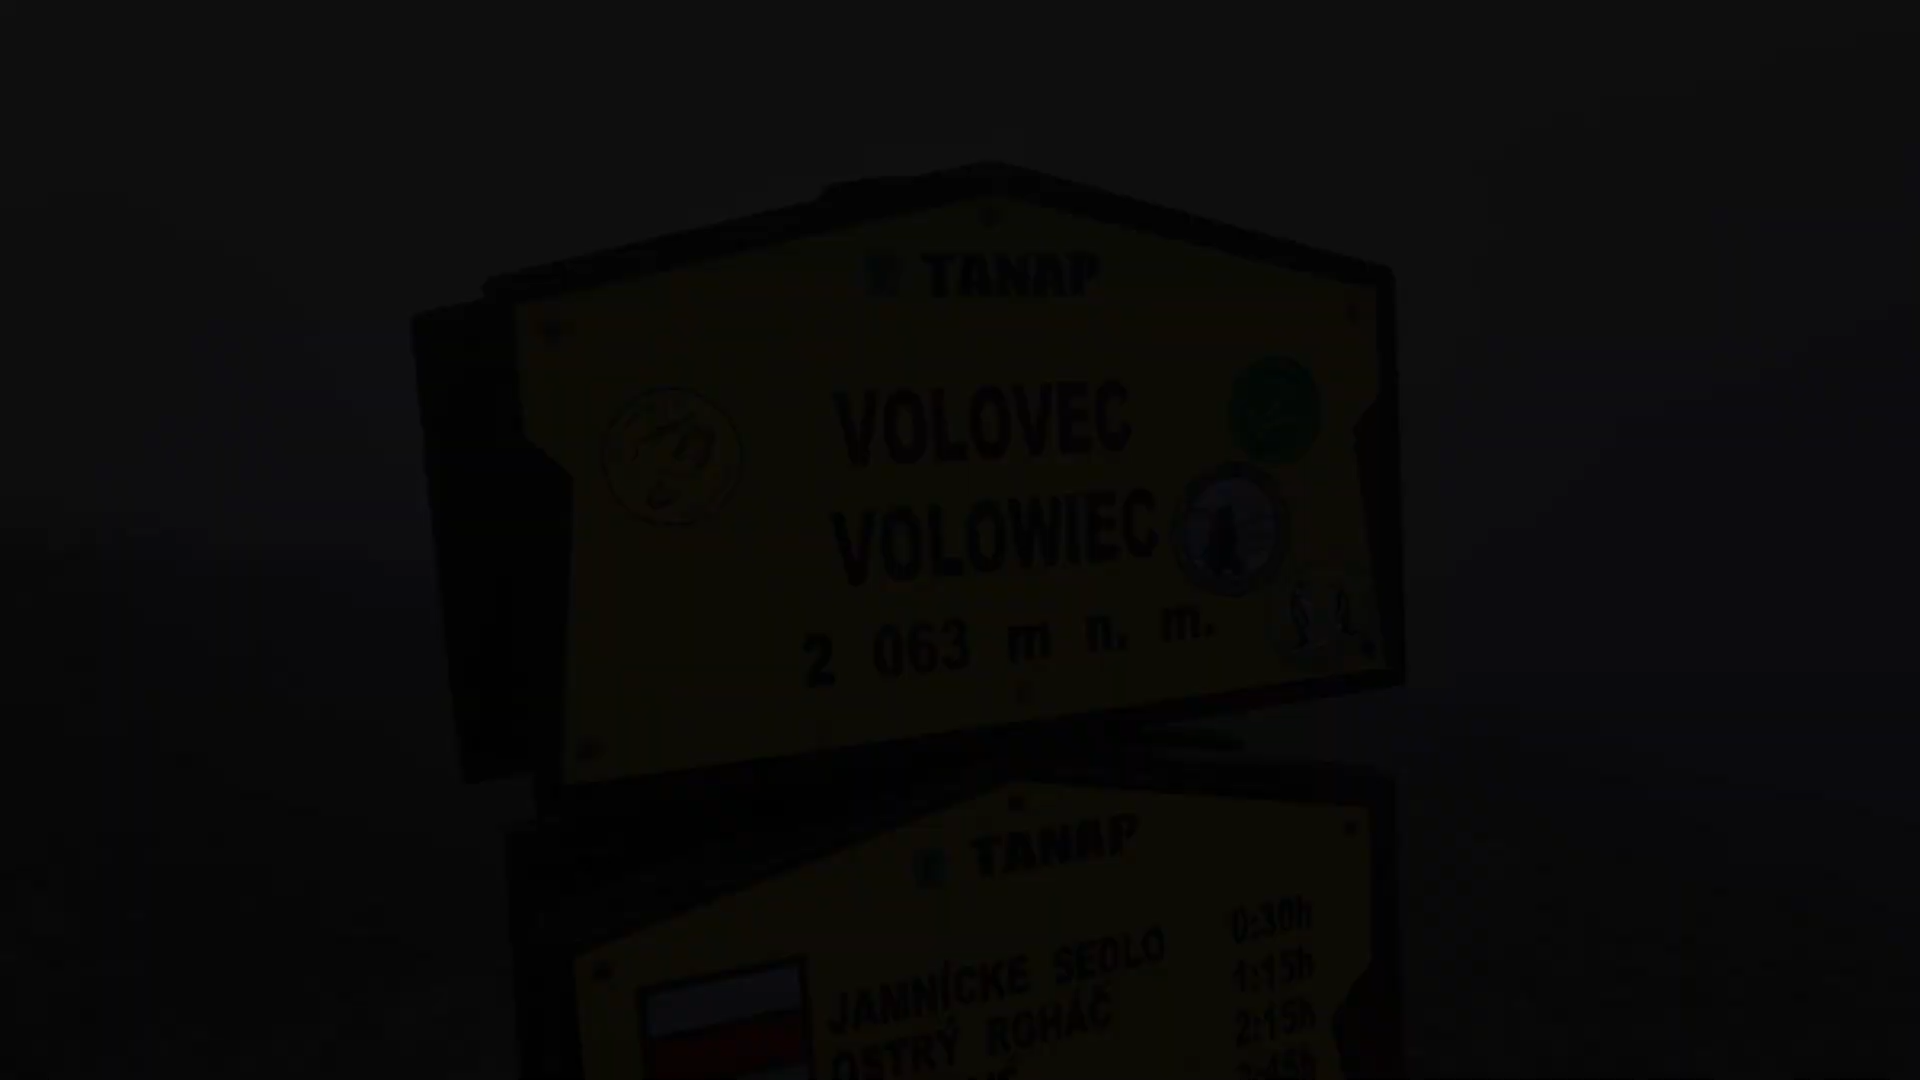 TANAP
VOLOVEC
VOLOWIEC
2 063 m n. m.
TANAP
JAMNÍCKE SEDLO 0:30h
OSTRÝ ROHÁČ 1:15h
2:15h